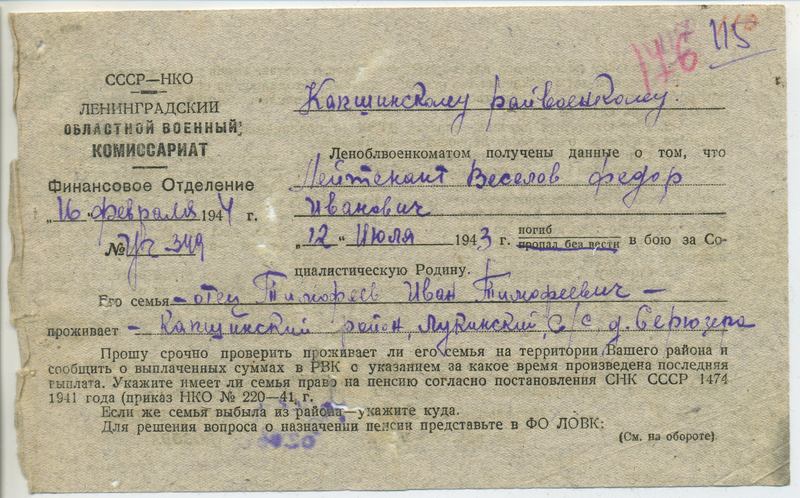 176
115
СССР—НКО
ЛЕНИНГРАДСКИЙ
ОБЛАСТНОЙ ВОЕННЫЙ
КОМИССАРИАТ
Финансовое Отделение
„16“ февраля 1944 г.
№ Уч 349
Капшинскому райвоенкому.
Леноблвоенкоматом получены данные о том, что
Лейтенант Веселов Федор
Иванович
„12“ Июля 1943 г. погиб
пропал без вести в бою за Со-
циалистическую Родину.
Его семья – отец Тимофеев Иван Тимофеевич –
проживает – Капшинский район, Лукинский с/с. д. Серюзера
Прошу срочно проверить проживает ли его семья на территории Вашего района и
сообщить о выплаченных суммах в РВК с указанием за какое время произведена последняя
выплата. Укажите имеет ли семья право на пенсию согласно постановления СНК СССР 1474
1941 года (приказ НКО № 220—41 г.
Если же семья выбыла из района—укажите куда.
Для решения вопроса о назначении пенсии представьте в ФО ЛОВК:
(См. на обороте)